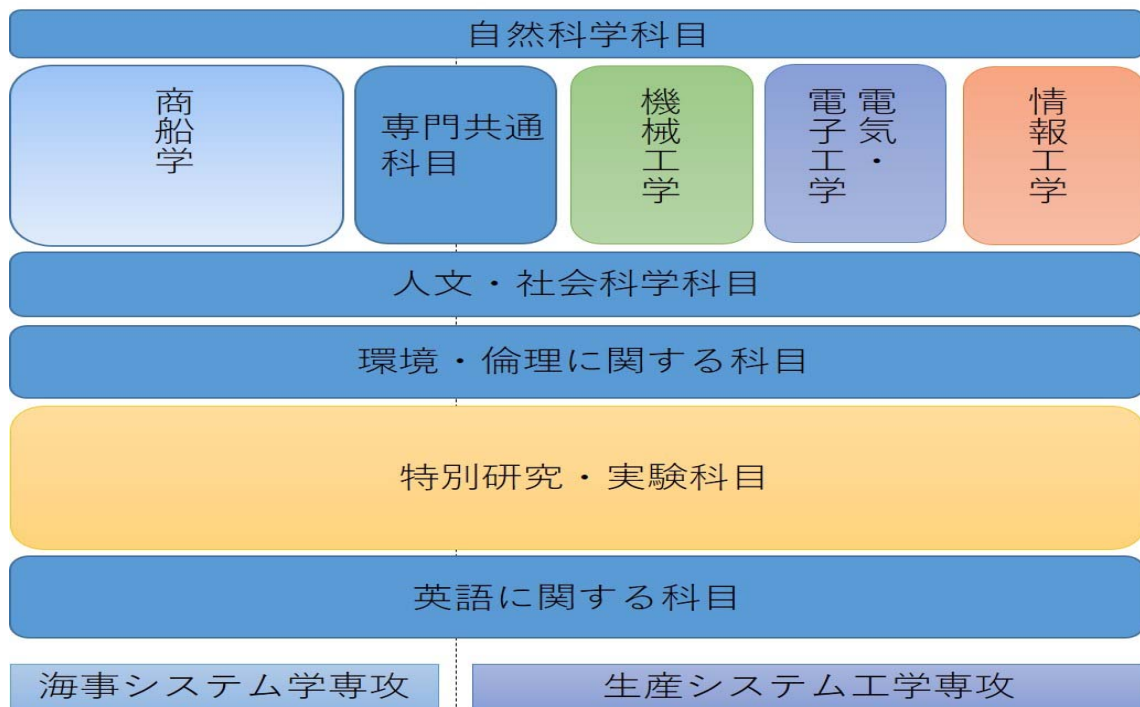 自然科学科目
商船学
専門共通
科目
機械工学
電気・
電子工学
情報工学
人文・社会科学科目
環境・倫理に関する科目
特別研究・実験科目
英語に関する科目
海事システム学専攻
生産システム工学専攻